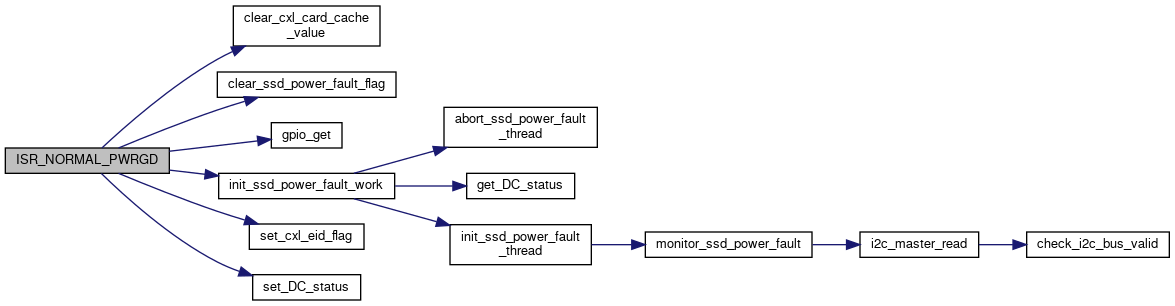 clear_cxl_card_cache
_value
clear_ssd_power_fault_flag
gpio_get
ISR_NORMAL_PWRGD
init_ssd_power_fault_work
set_cxl_eid_flag
set_DC_status
abort_ssd_power_fault
_thread
get_DC_status
init_ssd_power_fault
_thread
monitor_ssd_power_fault
i2c_master_read
check_i2c_bus_valid